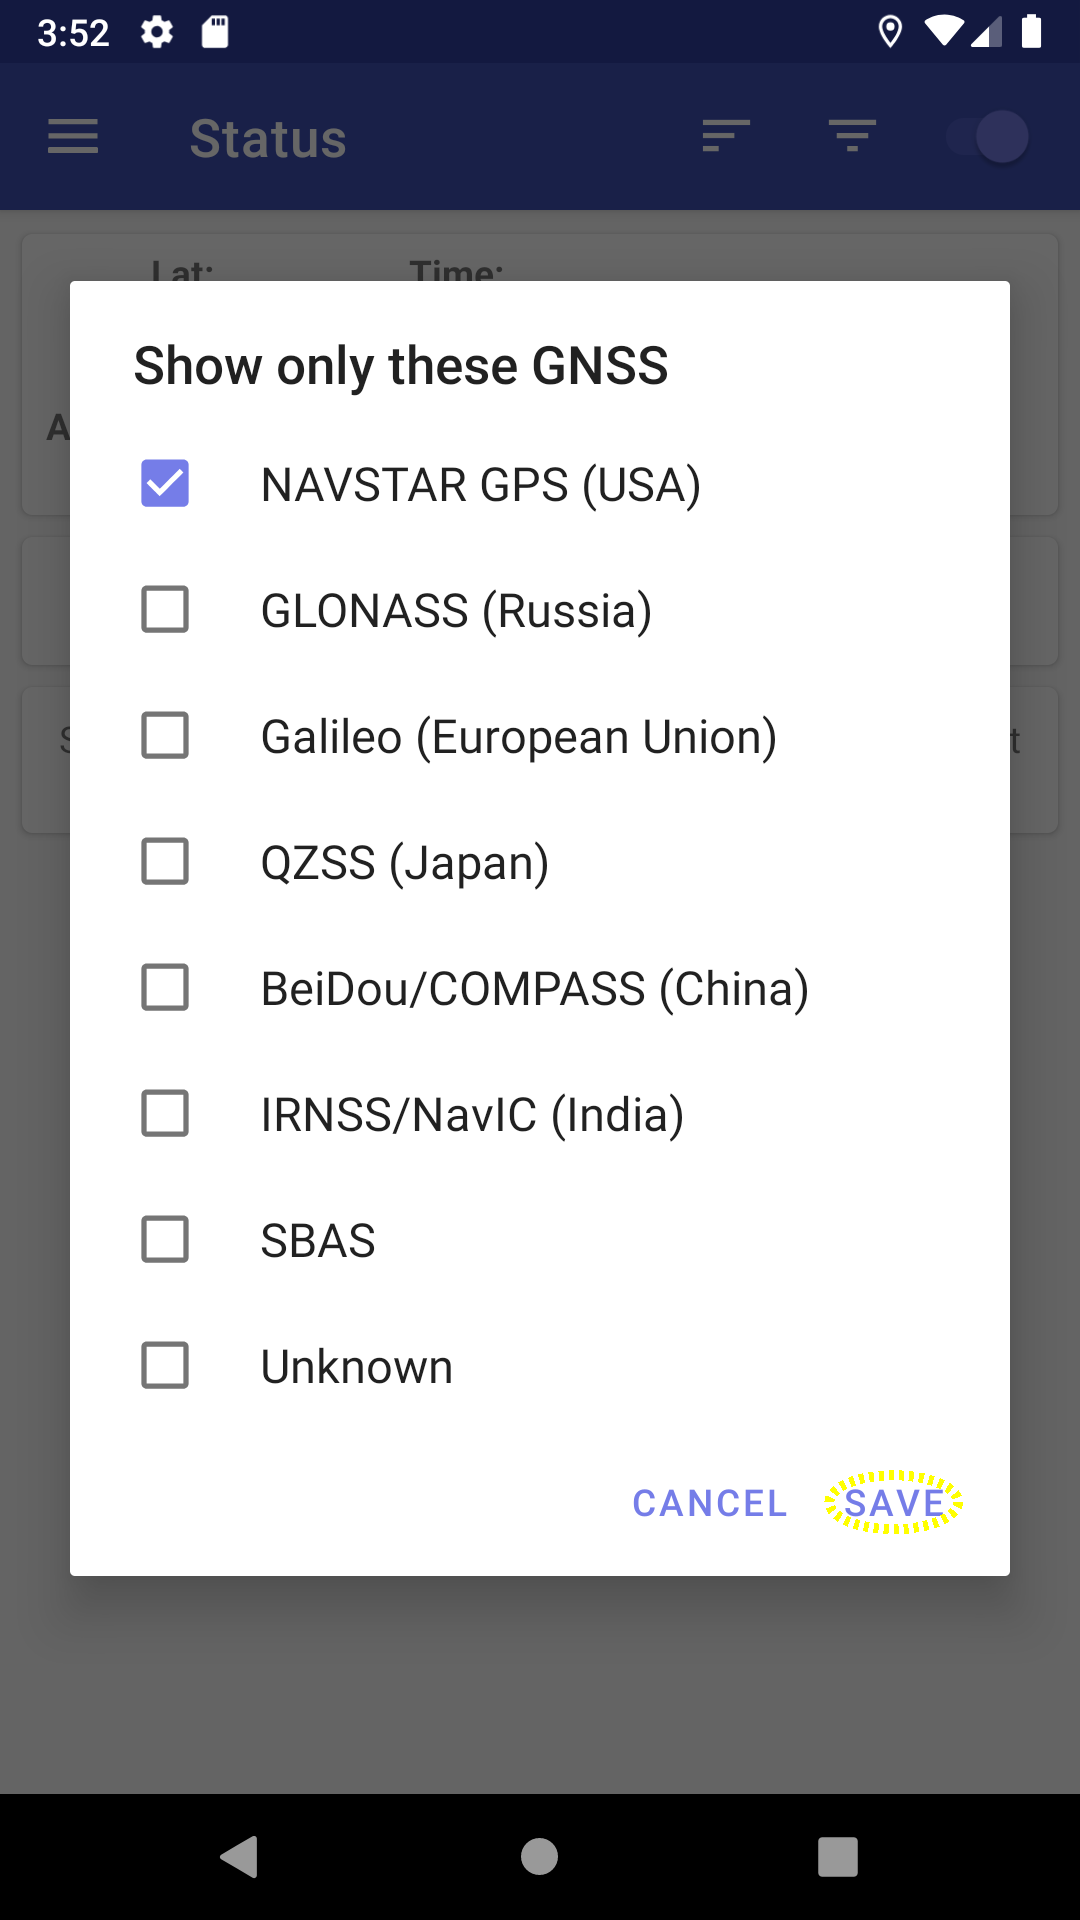 3:52
Status
Lat: Time:
A
Show only these GNSS
NAVSTAR GPS (USA)
GLONASS (Russia)
Galileo (European Union)
S t
QZSS (Japan)
BeiDou/COMPASS (China)
IRNSS/NavIC (India)
SBAS
Unknown
CANCEL SAVE